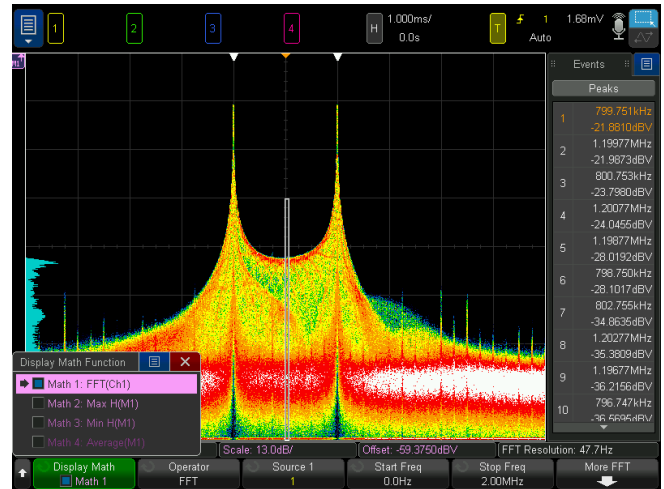 1
2
3
4
H
1.000ms/
0.0s
T
1
1.68mV
Auto
M1
Events
Peaks
1
799.751kHz
-21.8810dBV
2
1.19977MHz
-21.9873dBV
3
800.753kHz
-23.7980dBV
4
1.20077MHz
-24.0455dBV
5
1.19877MHz
-28.0192dBV
6
798.750kHz
-28.1017dBV
7
802.755kHz
-34.8635dBV
8
1.20277MHz
-35.3809dBV
9
1.19677MHz
-36.2156dBV
10
796.747kHz
-36.5695dBV
Display Math Function
Math 1: FFT(Ch1)
Math 2: Max H(M1)
Math 3: Min H(M1)
Math 4: Average(M1)
Scale: 13.0dB/
Offset: -59.3750dBV
FFT Resolution: 47.7Hz
Display Math
Math 1
Operator
FFT
Source 1
1
Start Freq
0.0Hz
Stop Freq
2.00MHz
More FFT